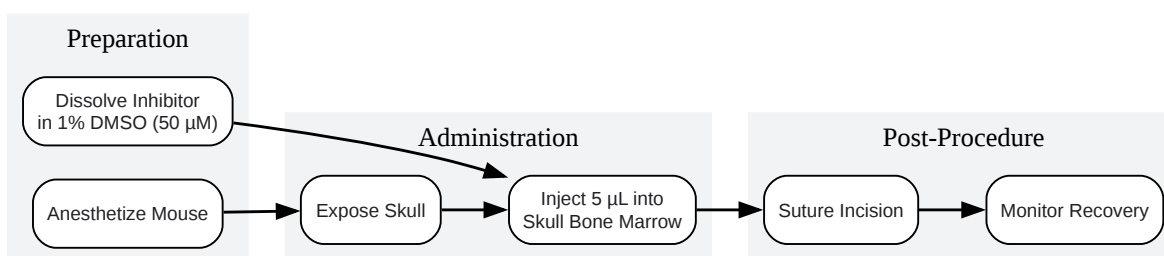 Preparation
Dissolve Inhibitor
in 1% DMSO (50 µM)
Anesthetize Mouse
Administration
Expose Skull
Inject 5 µL into
Skull Bone Marrow
Post-Procedure
Suture Incision
Monitor Recovery